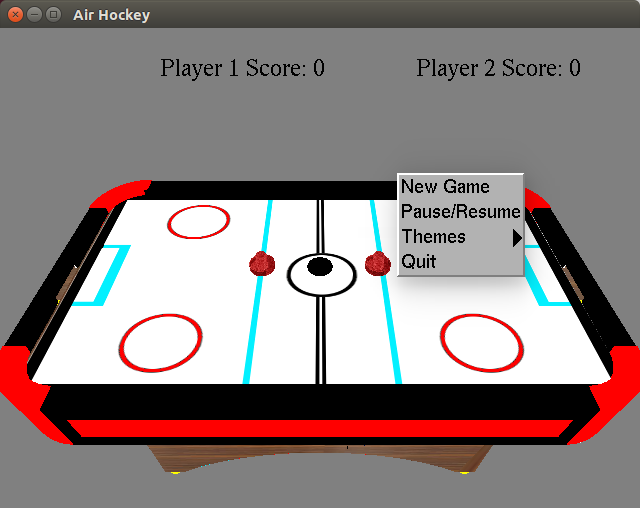 Air Hockey
Player 1 Score: 0
Player 2 Score: 0
New Game
Pause/Resume
Themes
Quit